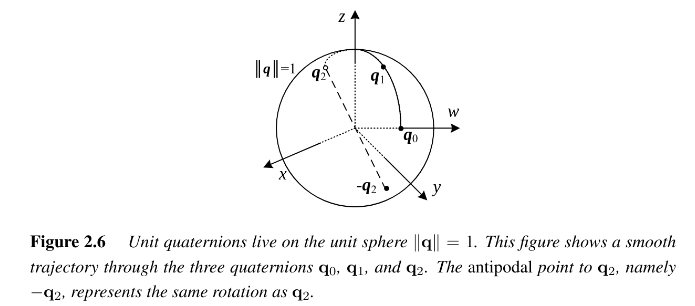 z
‖q‖=1
q₂
q₁
w
q₀
x
-q₂
y
Figure 2.6 Unit quaternions live on the unit sphere ‖q‖ = 1. This figure shows a smooth
trajectory through the three quaternions q₀, q₁, and q₂. The antipodal point to q₂, namely
−q₂, represents the same rotation as q₂.